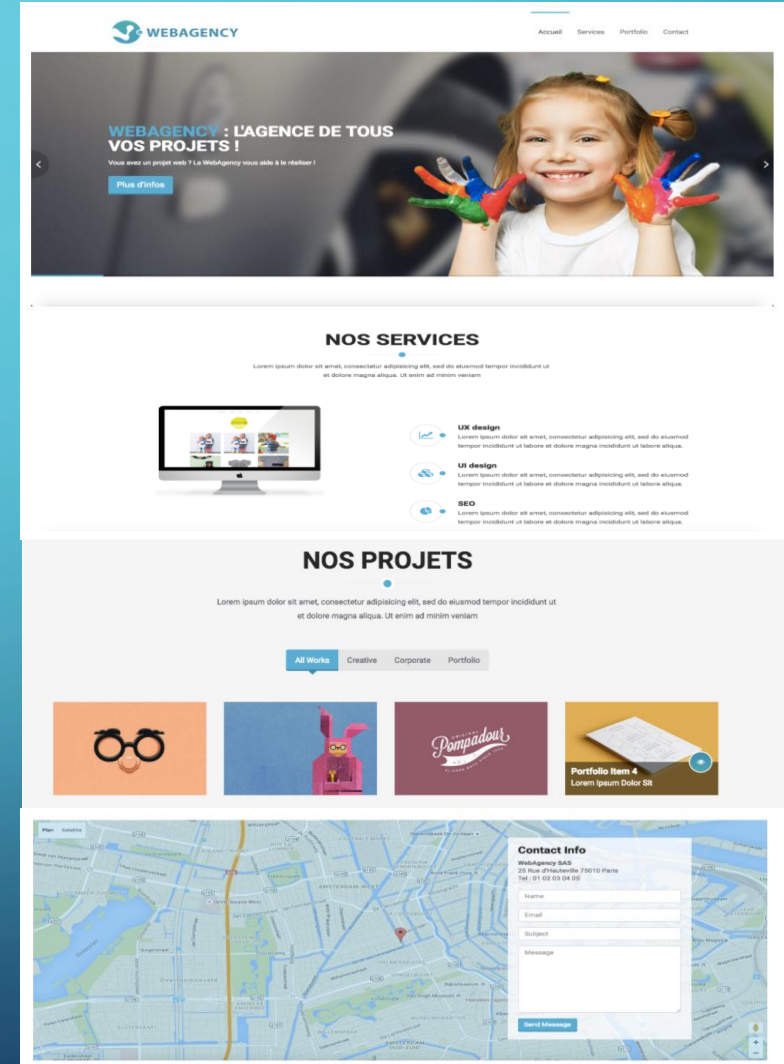 WEBAGENCY
Accueil Services Portfolio Contact
WEBAGENCY : L'AGENCE DE TOUS
VOS PROJETS !
Vous avez un projet web ? La WebAgency vous aide à le réaliser !
Plus d'infos
NOS SERVICES
Lorem ipsum dolor sit amet, consectetur adipisicing elit, sed do eiusmod tempor incididunt ut
et dolore magna aliqua. Ut enim ad minim veniam
UX design
Lorem ipsum dolor sit amet, consectetur adipisicing elit, sed do eiusmod
tempor incididunt ut labore et dolore magna aliqua.
UI design
Lorem ipsum dolor sit amet, consectetur adipisicing elit, sed do eiusmod
tempor incididunt ut labore et dolore magna aliqua.
SEO
Lorem ipsum dolor sit amet, consectetur adipisicing elit, sed do eiusmod
tempor incididunt ut labore et dolore magna aliqua.
NOS PROJETS
Lorem ipsum dolor sit amet, consectetur adipisicing elit, sed do eiusmod tempor incididunt ut
et dolore magna aliqua. Ut enim ad minim veniam
All Works Creative Corporate Portfolio
ORIGINAL
Pompadour
Portfolio Item 4
Lorem Ipsum Dolor Sit
Plan Satellite
Contact Info
WebAgency SAS
25 Rue d'Hauteville 75010 Paris
Tel : 01 02 03 04 05
Name
Email
Subject
Message
Send Message
AMSTERDAM-WEST
Overtoomseveld
AMSTERDAM
OUD-ZUID